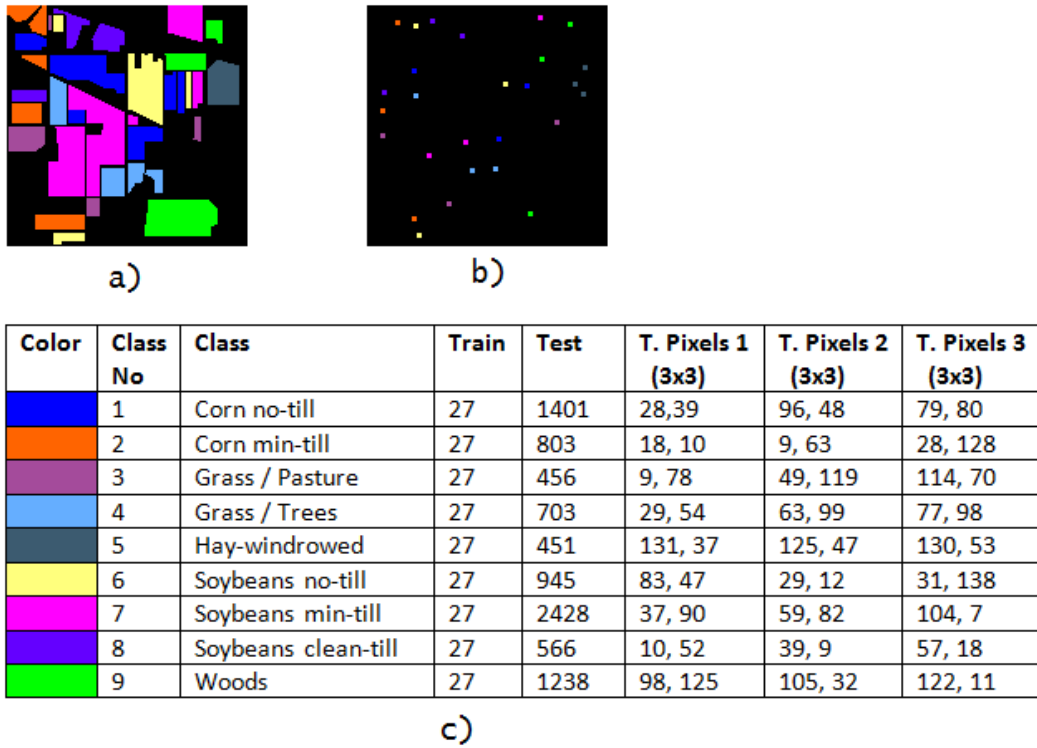 a)
b)
Color Class Class Train Test T. Pixels 1 T. Pixels 2 T. Pixels 3
No (3x3) (3x3) (3x3)
1 Corn no-till 27 1401 28,39 96, 48 79, 80
2 Corn min-till 27 803 18, 10 9, 63 28, 128
3 Grass / Pasture 27 456 9, 78 49, 119 114, 70
4 Grass / Trees 27 703 29, 54 63, 99 77, 98
5 Hay-windrowed 27 451 131, 37 125, 47 130, 53
6 Soybeans no-till 27 945 83, 47 29, 12 31, 138
7 Soybeans min-till 27 2428 37, 90 59, 82 104, 7
8 Soybeans clean-till 27 566 10, 52 39, 9 57, 18
9 Woods 27 1238 98, 125 105, 32 122, 11
c)